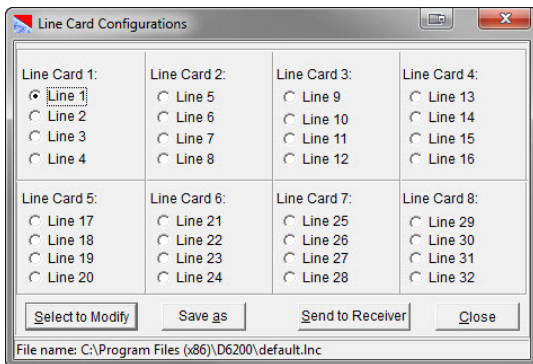 Line Card Configurations
Line Card 1:
Line 1
Line 2
Line 3
Line 4
Line Card 2:
Line 5
Line 6
Line 7
Line 8
Line Card 3:
Line 9
Line 10
Line 11
Line 12
Line Card 4:
Line 13
Line 14
Line 15
Line 16
Line Card 5:
Line 17
Line 18
Line 19
Line 20
Line Card 6:
Line 21
Line 22
Line 23
Line 24
Line Card 7:
Line 25
Line 26
Line 27
Line 28
Line Card 8:
Line 29
Line 30
Line 31
Line 32
Select to Modify
Save as
Send to Receiver
Close
File name: C:\Program Files (x86)\D6200\default.lnc